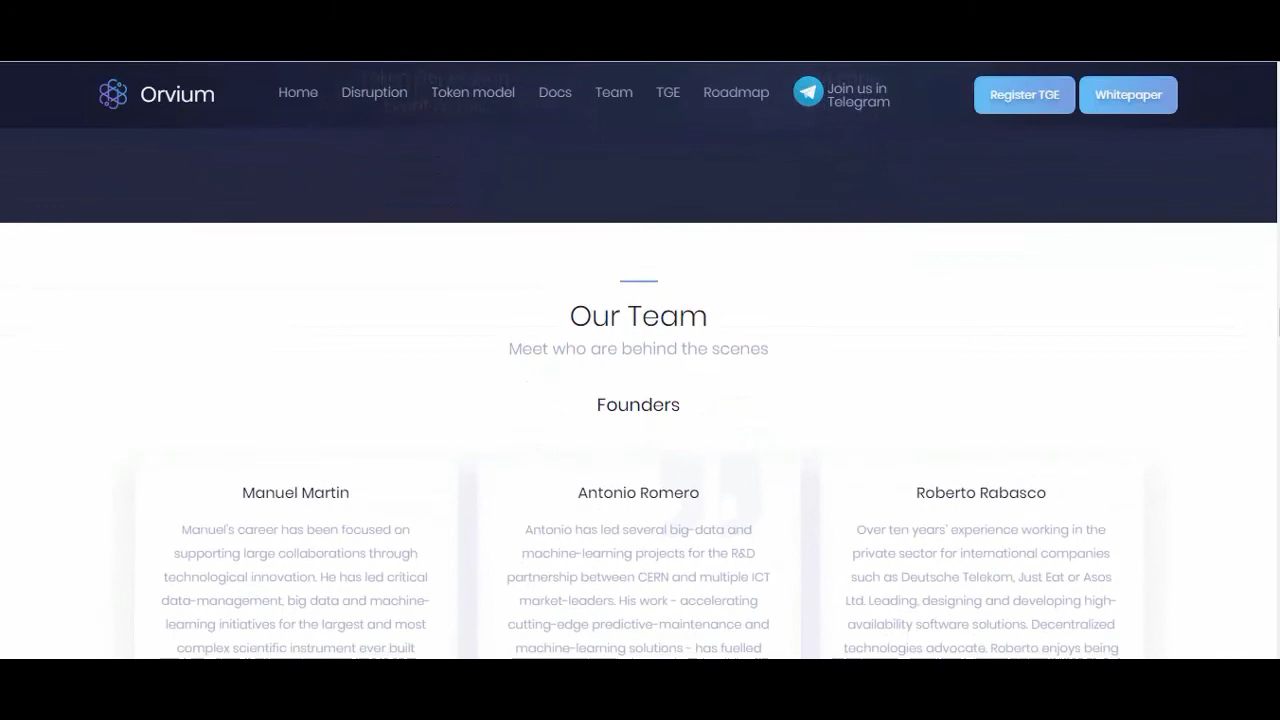 Orvium
Home
Disruption
Token model
Docs
Team
TGE
Roadmap
Join us in
Telegram
Register TGE
Whitepaper
Our Team
Meet who are behind the scenes
Founders
Manuel Martin
Manuel's career has been focused on
supporting large collaborations through
technological innovation. He has led critical
data-management, big data and machine-
learning initiatives for the largest and most
complex scientific instrument ever built
Antonio Romero
Antonio has led several big-data and
machine-learning projects for the R&D
partnership between CERN and multiple ICT
market-leaders. His work - accelerating
cutting-edge predictive-maintenance and
machine-learning solutions - has fuelled
Roberto Rabasco
Over ten years' experience working in the
private sector for international companies
such as Deutsche Telekom, Just Eat or Asos
Ltd. Leading, designing and developing high-
availability software solutions. Decentralized
technologies advocate. Roberto enjoys being